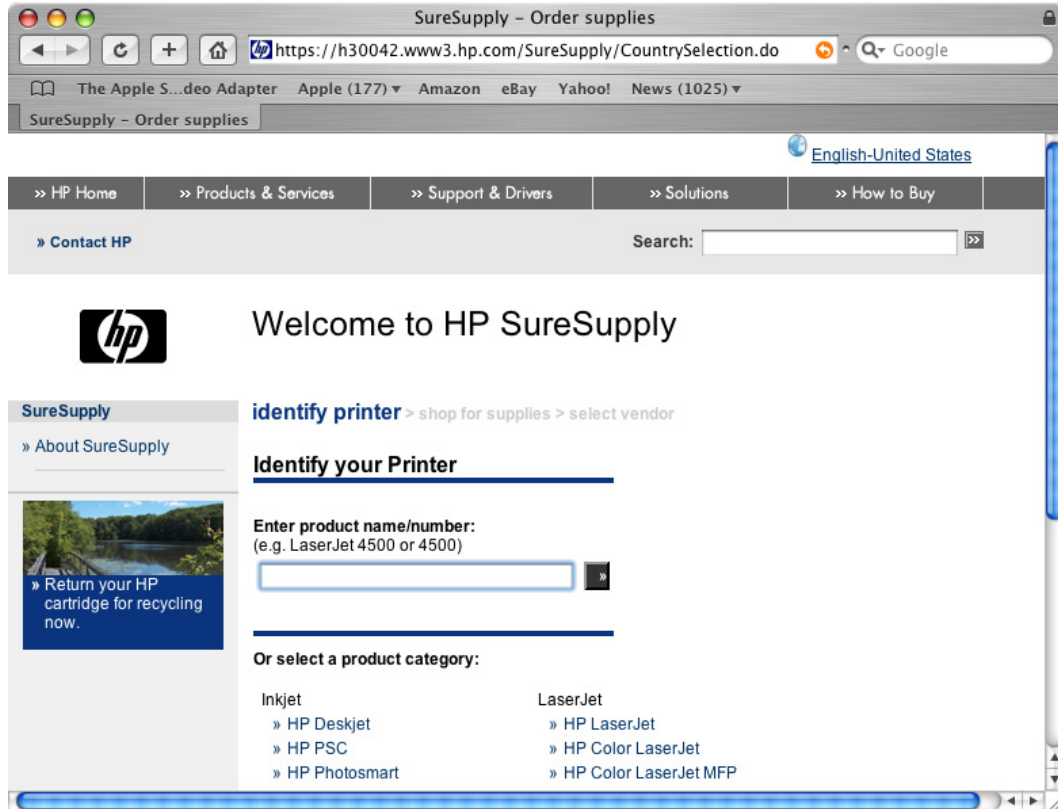 SureSupply – Order supplies
https://h30042.www3.hp.com/SureSupply/CountrySelection.do
Google
The Apple S...deo Adapter Apple (177) Amazon eBay Yahoo! News (1025)
SureSupply – Order supplies
English-United States
» HP Home » Products & Services » Support & Drivers » Solutions » How to Buy
» Contact HP
Search:
»
hp
Welcome to HP SureSupply
SureSupply
» About SureSupply
» Return your HP
cartridge for recycling
now.
identify printer > shop for supplies > select vendor
Identify your Printer
Enter product name/number:
(e.g. LaserJet 4500 or 4500)
»
Or select a product category:
Inkjet
» HP Deskjet
» HP PSC
» HP Photosmart
LaserJet
» HP LaserJet
» HP Color LaserJet
» HP Color LaserJet MFP